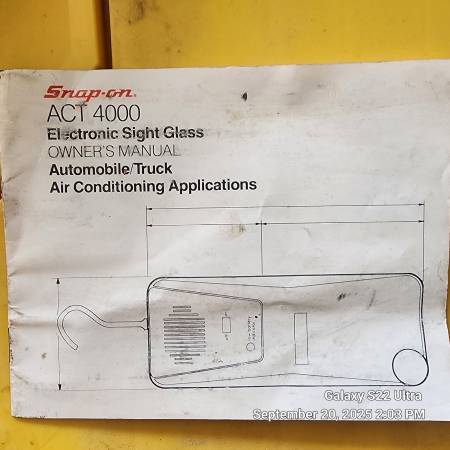 Snap-on.
ACT 4000
Electronic Sight Glass
OWNER'S MANUAL
Automobile/Truck
Air Conditioning Applications
Galaxy S22 Ultra
September 20, 2025 2:03 PM